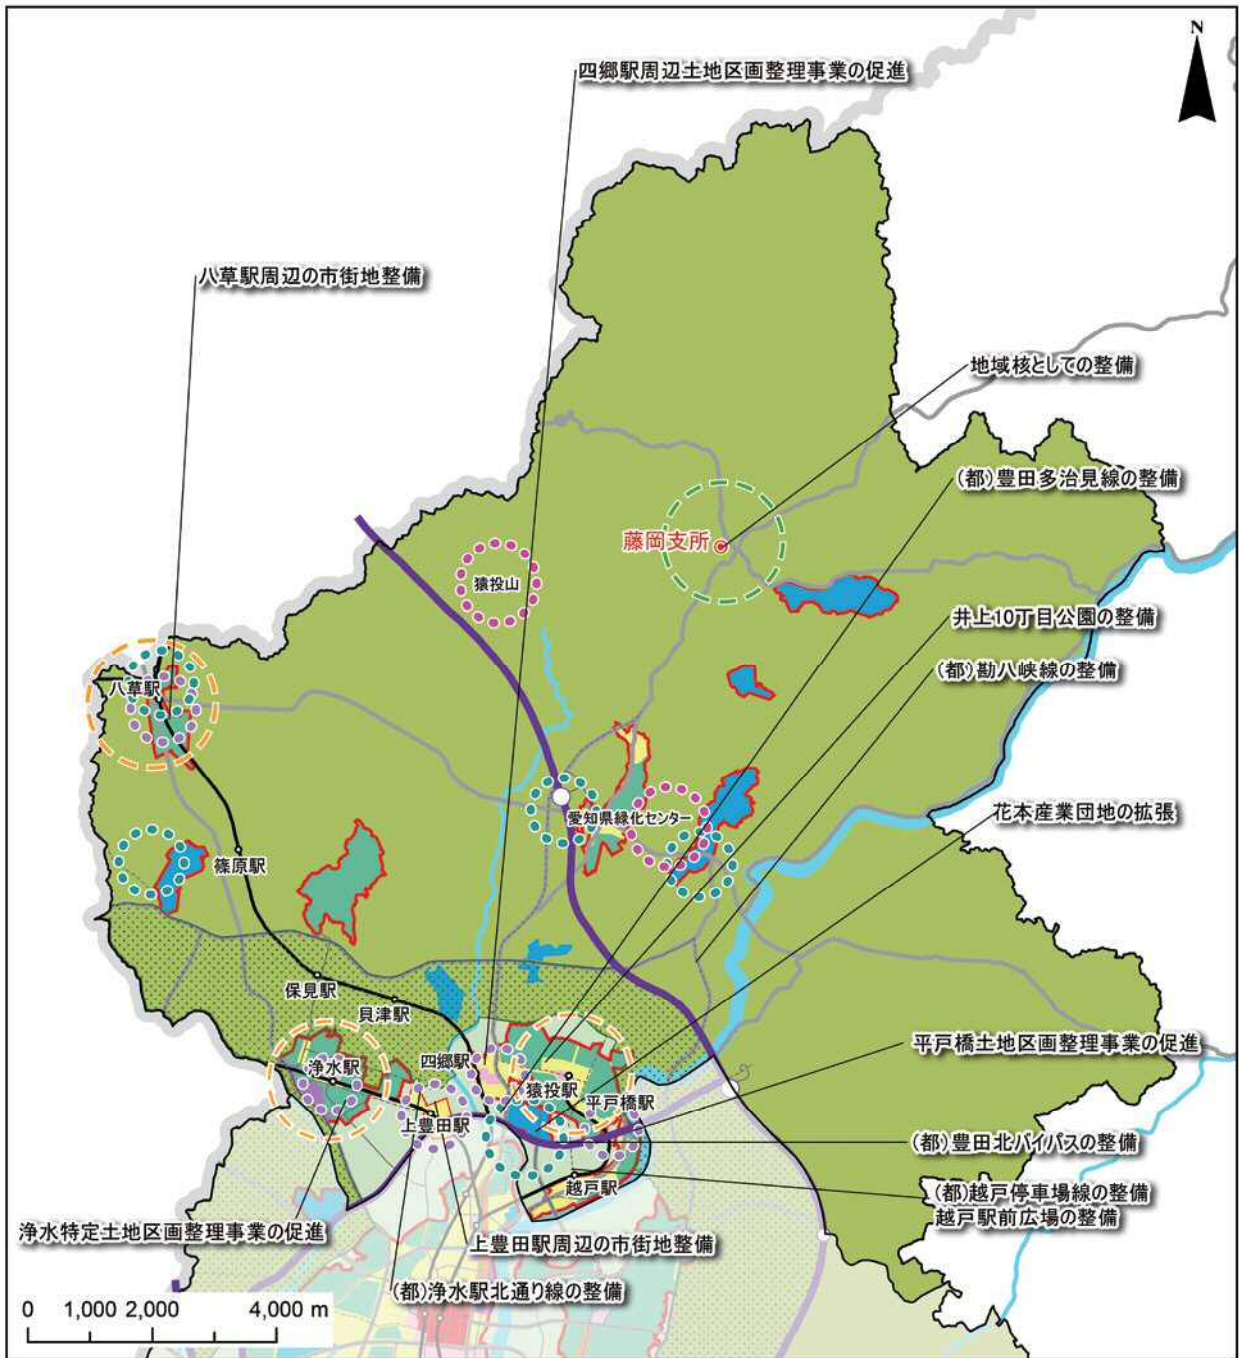 N
四郷駅周辺土地区画整理事業の促進
八草駅周辺の市街地整備
地域核としての整備
(都)豊田多治見線の整備
藤岡支所
猿投山
井上10丁目公園の整備
(都)勘八峡線の整備
八草駅
花本産業団地の拡張
愛知県緑化センター
篠原駅
保見駅
貝津駅
平戸橋土地区画整理事業の促進
四郷駅
浄水駅
猿投駅
平戸橋駅
上豊田駅
(都)豊田北バイパスの整備
越戸駅
(都)越戸停車場線の整備
越戸駅前広場の整備
浄水特定土地区画整理事業の促進
上豊田駅周辺の市街地整備
(都)浄水駅北通り線の整備
0 1,000 2,000 4,000 m